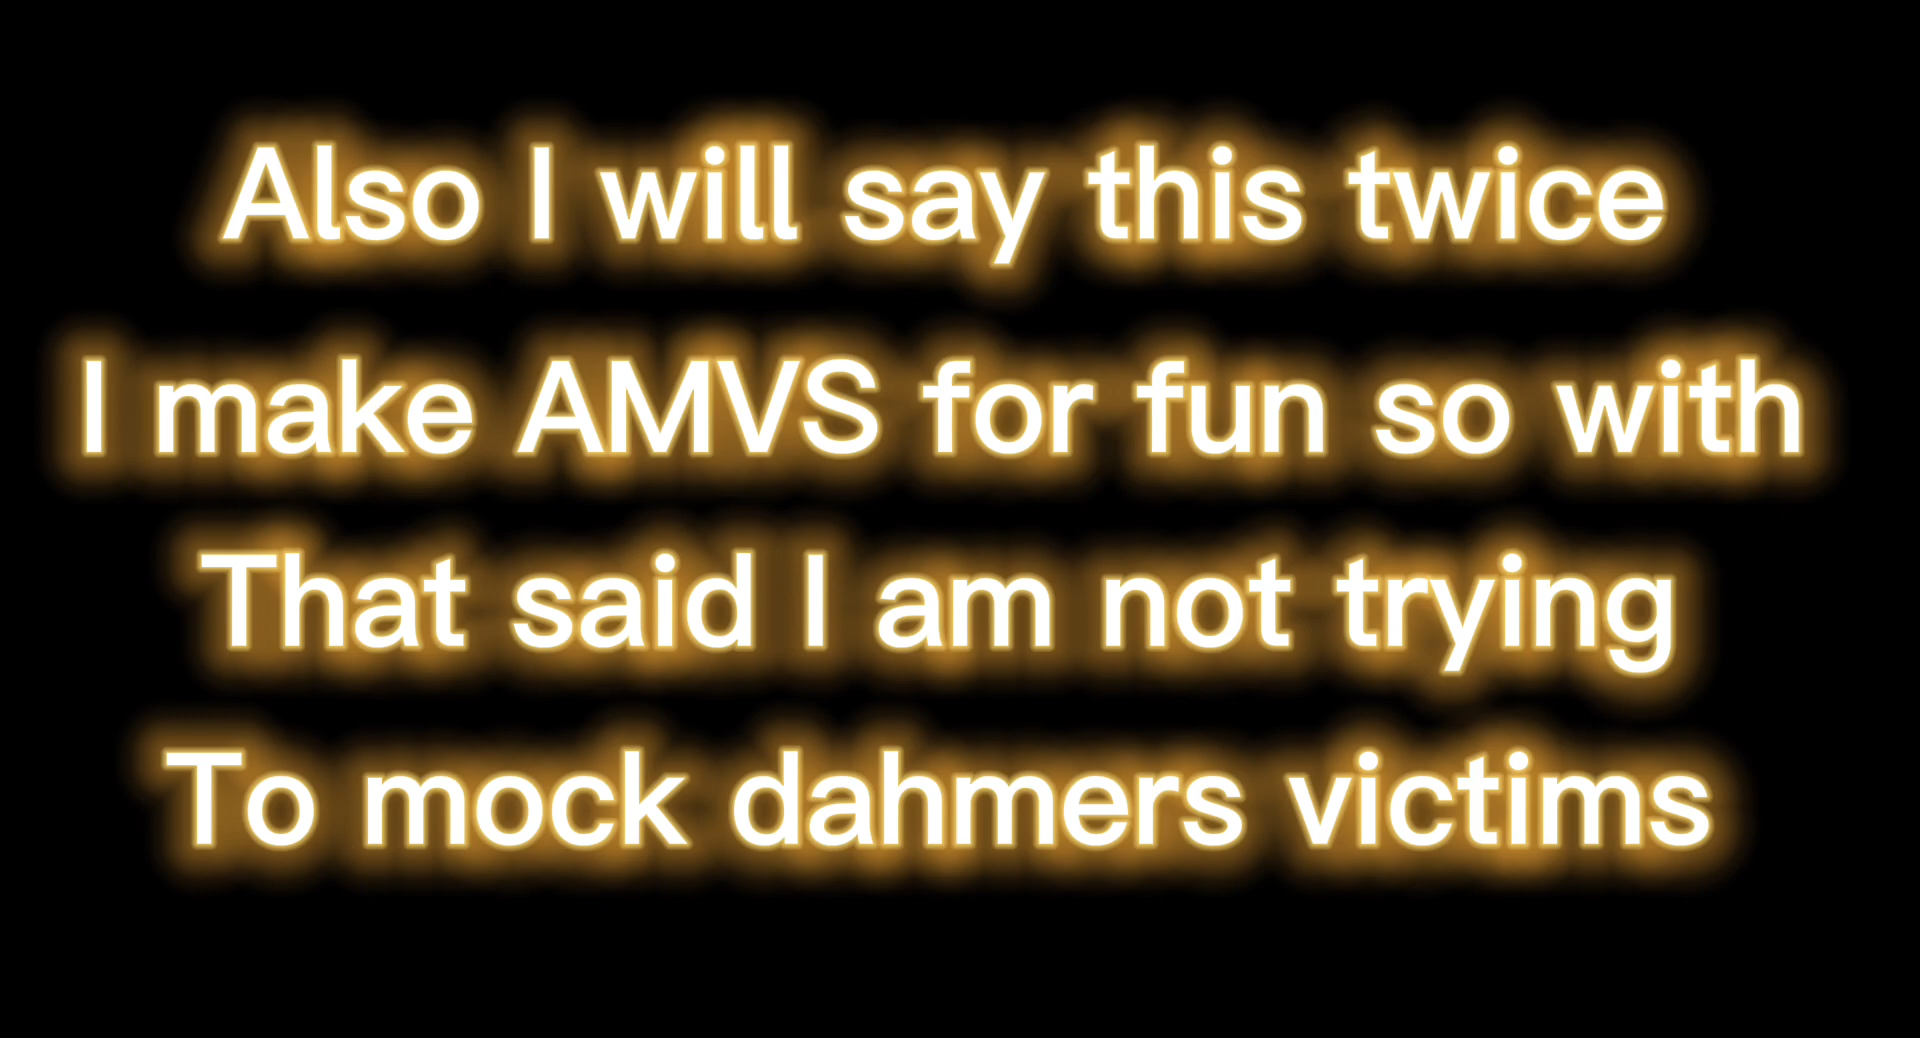 Also I will say this twice
I make AMVS for fun so with
That said I am not trying
To mock dahmers victims